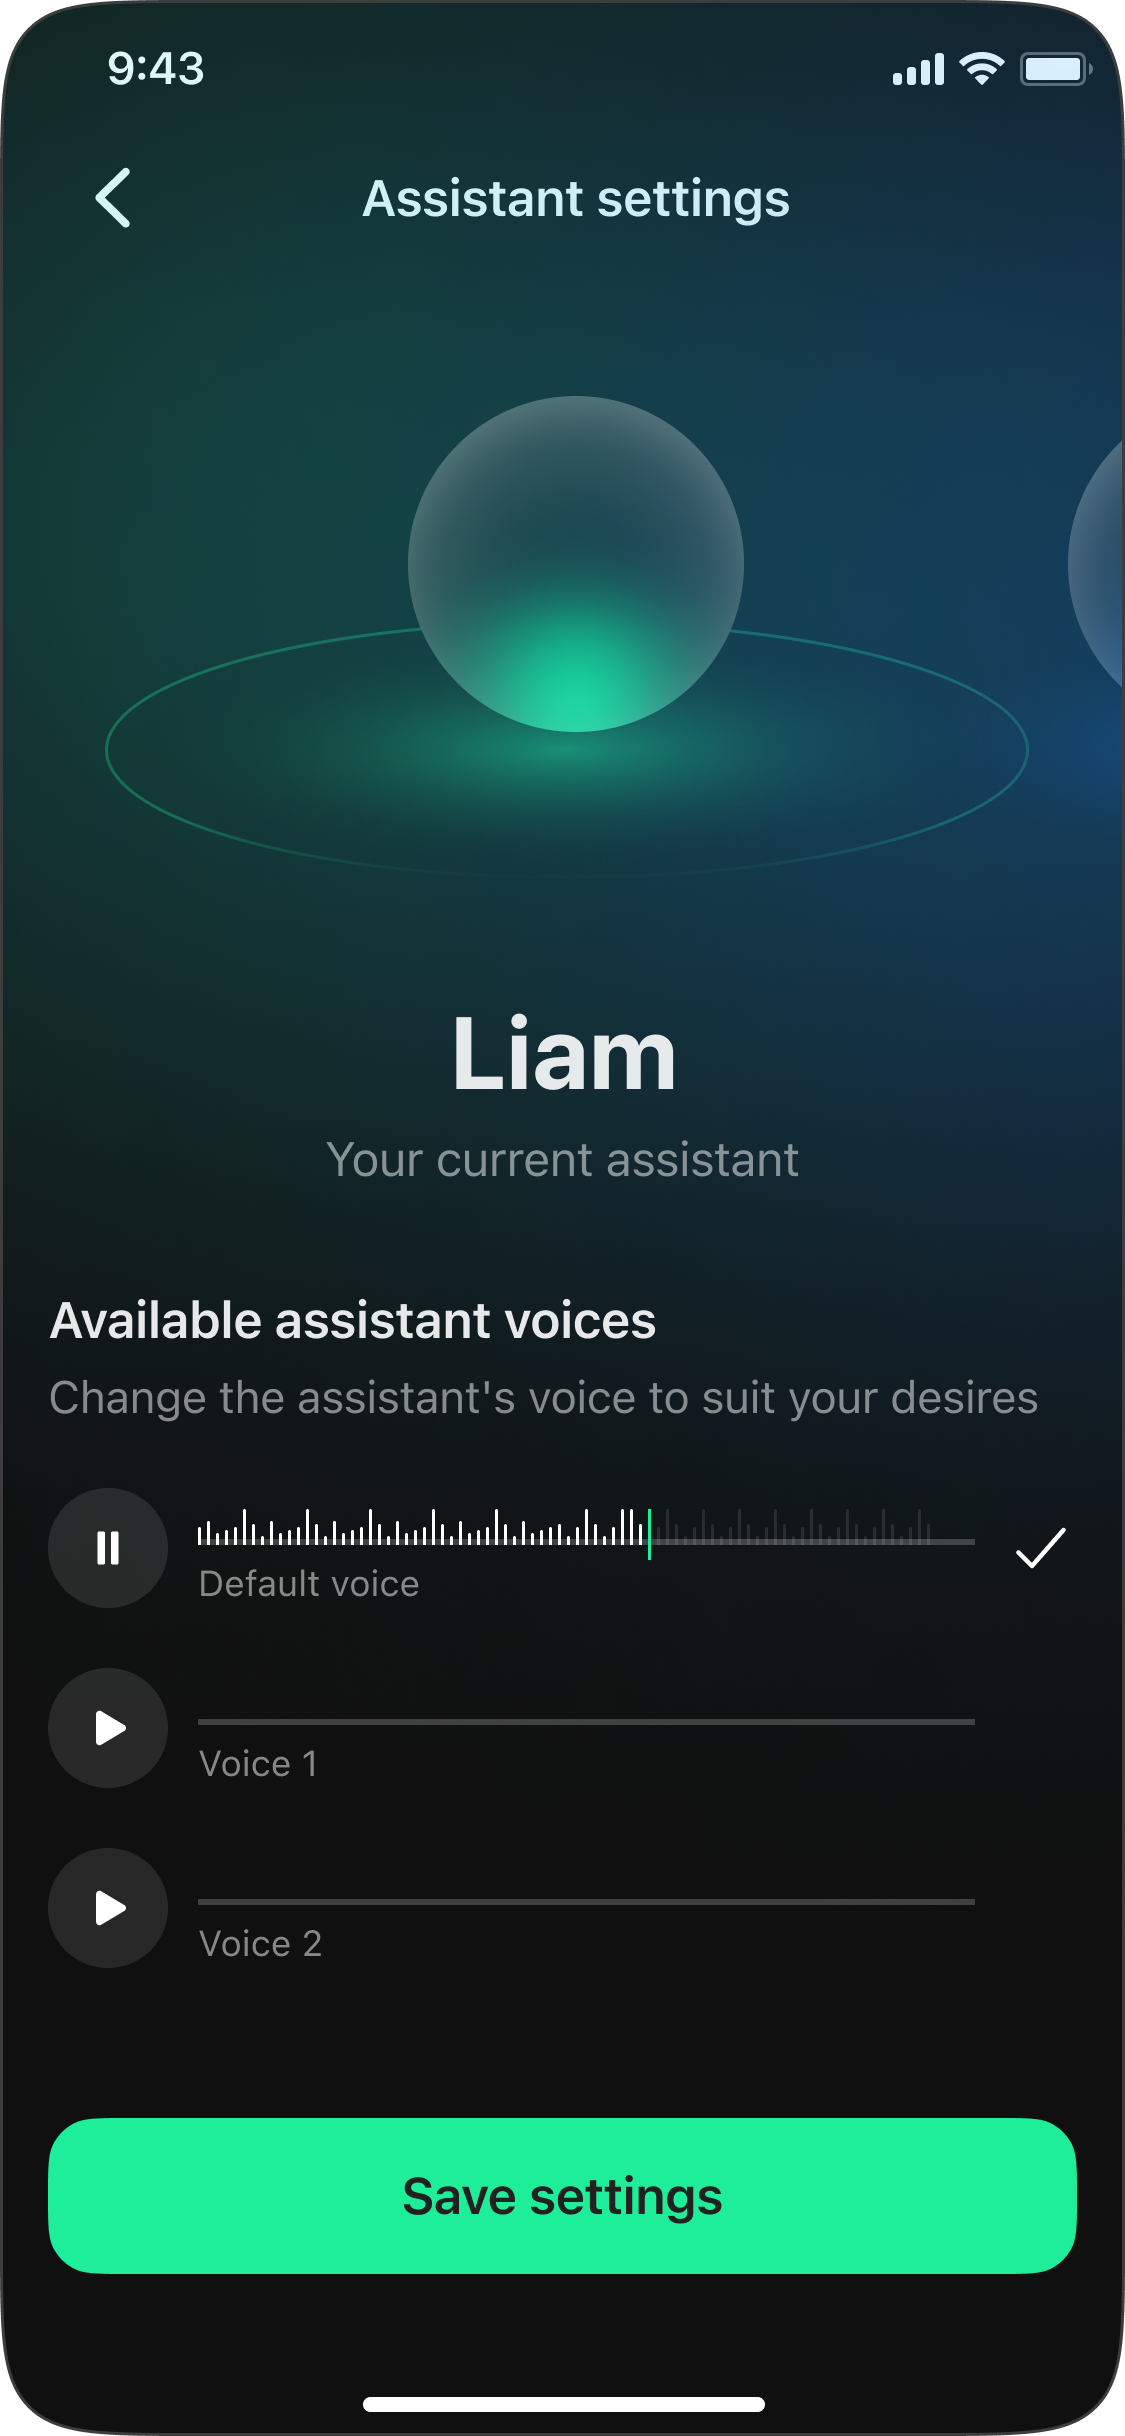 9:43
Assistant settings
Liam
Your current assistant
Available assistant voices
Change the assistant's voice to suit your desires
Default voice
Voice 1
Voice 2
Save settings